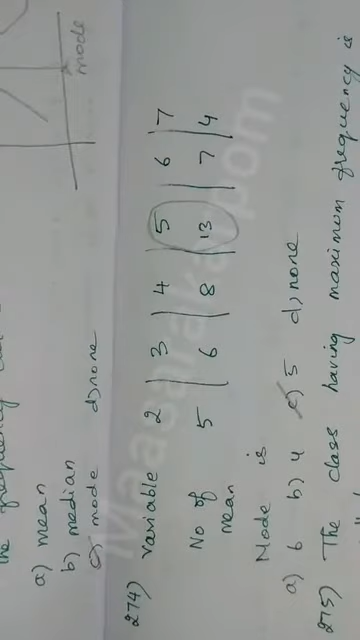 the frequency
a) mean
b) median
c) mode d) none
mode
274) Variable 2 | 3 | 4 | 5 | 6 | 7
No of mean 5 | 6 | 8 | 13 | 7 | 4
Mode is
a) 6 b) 4 c) 5 d) none
275) The class having maximum frequency is